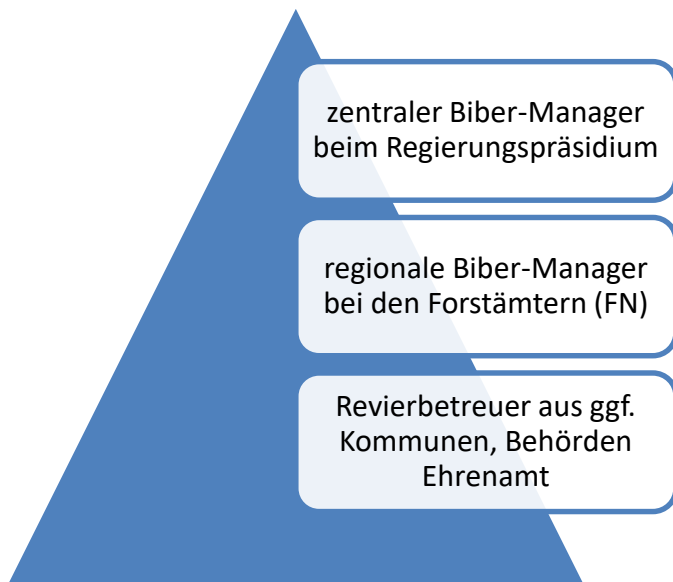 zentraler Biber-Manager
beim Regierungspräsidium
regionale Biber-Manager
bei den Forstämtern (FN)
Revierbetreuer aus ggf.
Kommunen, Behörden
Ehrenamt